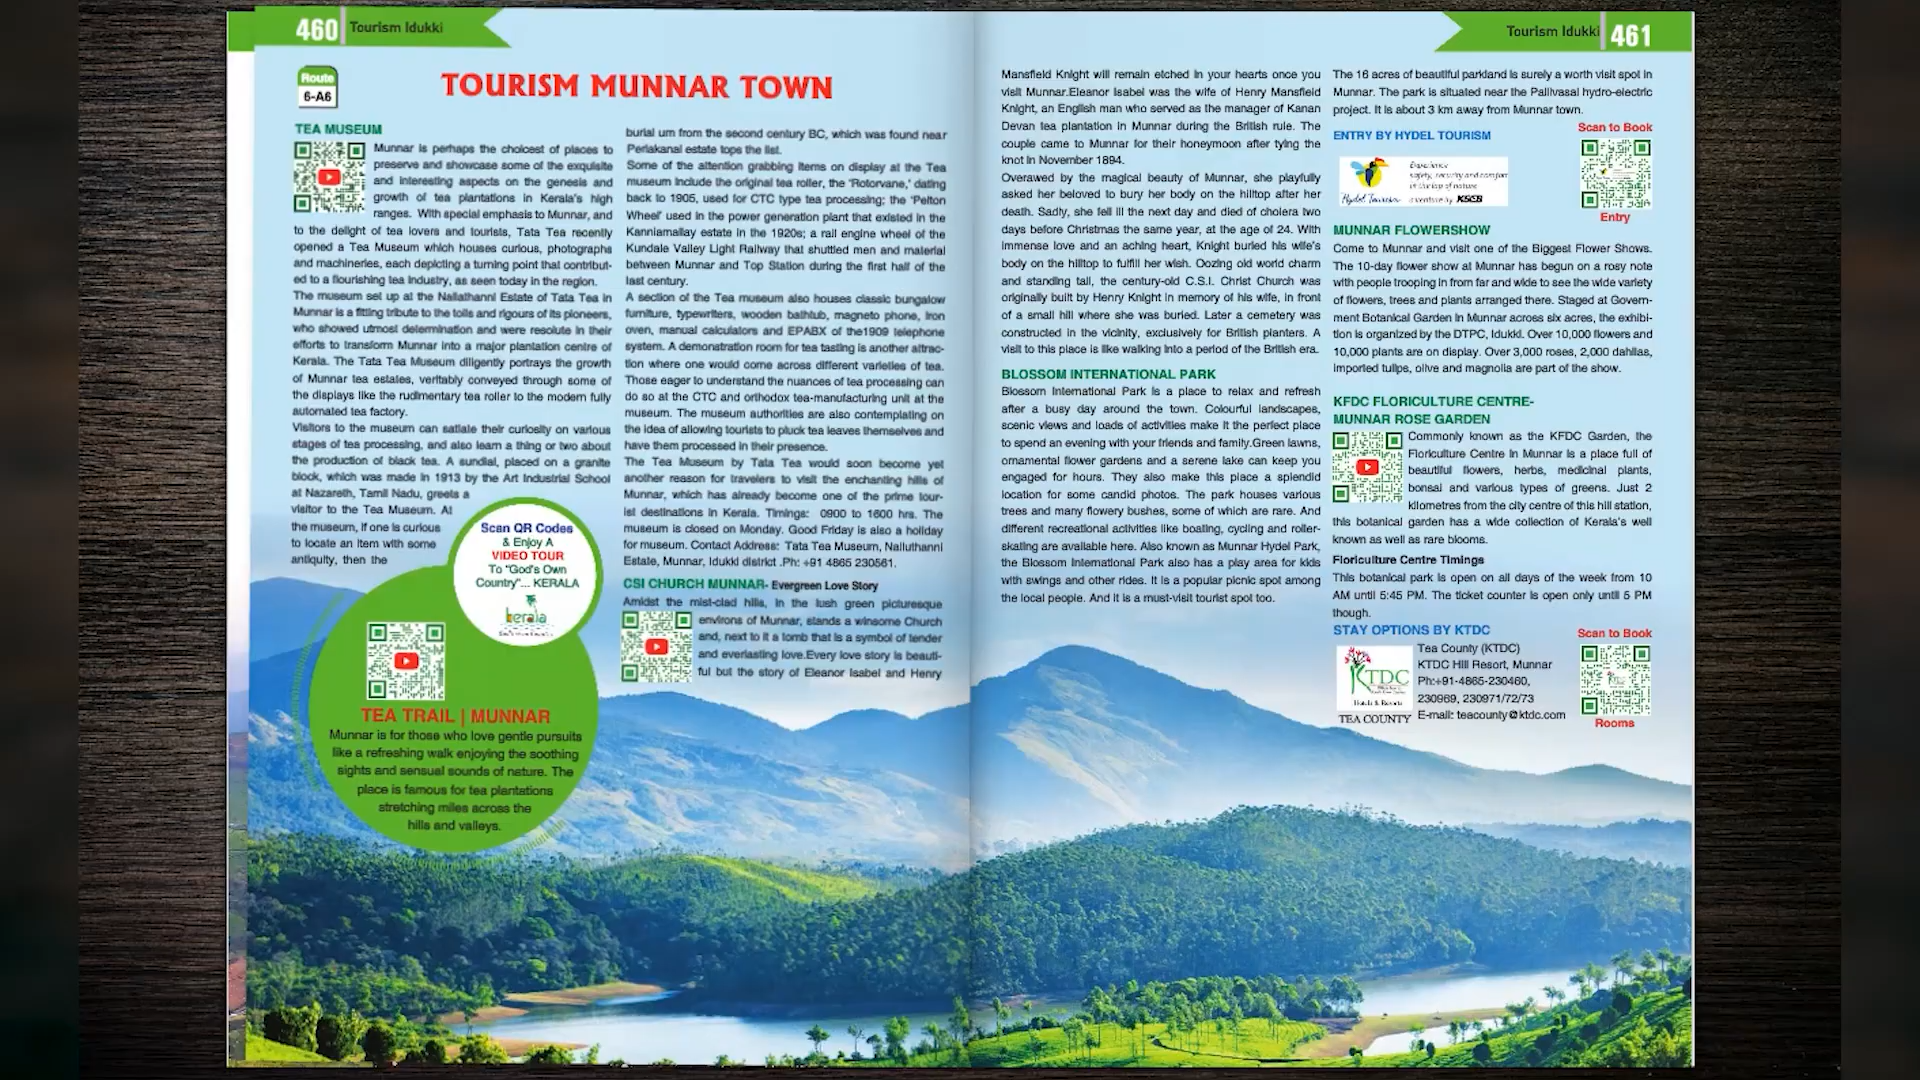 460 Tourism Idukki
Route
6-A6
TOURISM MUNNAR TOWN
TEA MUSEUM
Munnar is perhaps the choicest of places to
preserve and showcase some of the exquisite
and interesting aspects on the genesis and
growth of tea plantations in Kerala's high
ranges. With special emphasis to Munnar, and
to the delight of tea lovers and tourists, Tata Tea recently
opened a Tea Museum which houses curious, photographs
and machineries, each depicting a turning point that contribut-
ed to a flourishing tea industry, as seen today in the region.
The museum set up at the Nallathanni Estate of Tata Tea in
Munnar is a fitting tribute to the toils and rigours of its pioneers,
who showed utmost determination and were resolute in their
efforts to transform Munnar into a major plantation centre of
Kerala. The Tata Tea Museum diligently portrays the growth
of Munnar tea estates, veritably conveyed through some of
the displays like the rudimentary tea roller to the modern fully
automated tea factory.
Visitors to the museum can satiate their curiosity on various
stages of tea processing, and also learn a thing or two about
the production of black tea. A sundial, placed on a granite
block, which was made in 1913 by the Art Industrial School
at Nazareth, Tamil Nadu, greets a
visitor to the Tea Museum. At
the museum, if one is curious
to locate an item with some
antiquity, then the
Scan QR Codes
& Enjoy A
VIDEO TOUR
To "God's Own
Country"... KERALA
kerala
TEA TRAIL | MUNNAR
Munnar is for those who love gentle pursuits
like a refreshing walk enjoying the soothing
sights and sensual sounds of nature. The
place is famous for tea plantations
stretching miles across the
hills and valleys.
burial urn from the second century BC, which was found near
Periakanal estate tops the list.
Some of the attention grabbing items on display at the Tea
museum include the original tea roller, the 'Rotorvane,' dating
back to 1905, used for CTC type tea processing; the 'Pelton
Wheel' used in the power generation plant that existed in the
Kanniamallay estate in the 1920s; a rail engine wheel of the
Kundale Valley Light Railway that shuttled men and material
between Munnar and Top Station during the first half of the
last century.
A section of the Tea museum also houses classic bungalow
furniture, typewriters, wooden bathtub, magneto phone, iron
oven, manual calculators and EPABX of the1909 telephone
system. A demonstration room for tea tasting is another attrac-
tion where one would come across different varieties of tea.
Those eager to understand the nuances of tea processing can
do so at the CTC and orthodox tea-manufacturing unit at the
museum. The museum authorities are also contemplating on
the idea of allowing tourists to pluck tea leaves themselves and
have them processed in their presence.
The Tea Museum by Tata Tea would soon become yet
another reason for travelers to visit the enchanting hills of
Munnar, which has already become one of the prime tour-
ist destinations in Kerala. Timings: 0900 to 1600 hrs. The
museum is closed on Monday. Good Friday is also a holiday
for museum. Contact Address: Tata Tea Museum, Nalluthanni
Estate, Munnar, Idukki district .Ph: +91 4865 230561.
CSI CHURCH MUNNAR- Evergreen Love Story
Amidst the mist-clad hills, in the lush green picturesque
environs of Munnar, stands a winsome Church
and, next to it a tomb that is a symbol of tender
and everlasting love.Every love story is beauti-
ful but the story of Eleanor Isabel and Henry
Tourism Idukki 461
Mansfield Knight will remain etched in your hearts once you
visit Munnar.Eleanor Isabel was the wife of Henry Mansfield
Knight, an English man who served as the manager of Kanan
Devan tea plantation in Munnar during the British rule. The
couple came to Munnar for their honeymoon after tying the
knot in November 1894.
Overawed by the magical beauty of Munnar, she playfully
asked her beloved to bury her body on the hilltop after her
death. Sadly, she fell ill the next day and died of cholera two
days before Christmas the same year, at the age of 24. With
immense love and an aching heart, Knight buried his wife's
body on the hilltop to fulfill her wish. Oozing old world charm
and standing tall, the century-old C.S.I. Christ Church was
originally built by Henry Knight in memory of his wife, in front
of a small hill where she was buried. Later a cemetery was
constructed in the vicinity, exclusively for British planters. A
visit to this place is like walking into a period of the British era.
BLOSSOM INTERNATIONAL PARK
Blossom International Park is a place to relax and refresh
after a busy day around the town. Colourful landscapes,
scenic views and loads of activities make it the perfect place
to spend an evening with your friends and family.Green lawns,
ornamental flower gardens and a serene lake can keep you
engaged for hours. They also make this place a splendid
location for some candid photos. The park houses various
trees and many flowery bushes, some of which are rare. And
different recreational activities like boating, cycling and roller-
skating are available here. Also known as Munnar Hydel Park,
the Blossom International Park also has a play area for kids
with swings and other rides. It is a popular picnic spot among
the local people. And it is a must-visit tourist spot too.
The 16 acres of beautiful parkland is surely a worth visit spot in
Munnar. The park is situated near the Pallivasal hydro-electric
project. It is about 3 km away from Munnar town.
ENTRY BY HYDEL TOURISM
Hydel Tourism
Experience
safety, security and comfort
in the lap of nature
a venture by KSEB
Scan to Book
Entry
MUNNAR FLOWERSHOW
Come to Munnar and visit one of the Biggest Flower Shows.
The 10-day flower show at Munnar has begun on a rosy note
with people trooping in from far and wide to see the wide variety
of flowers, trees and plants arranged there. Staged at Govern-
ment Botanical Garden in Munnar across six acres, the exhibi-
tion is organized by the DTPC, Idukki. Over 10,000 flowers and
10,000 plants are on display. Over 3,000 roses, 2,000 dahlias,
imported tulips, olive and magnolia are part of the show.
KFDC FLORICULTURE CENTRE-
MUNNAR ROSE GARDEN
Commonly known as the KFDC Garden, the
Floriculture Centre in Munnar is a place full of
beautiful flowers, herbs, medicinal plants,
bonsai and various types of greens. Just 2
kilometres from the city centre of this hill station,
this botanical garden has a wide collection of Kerala's well
known as well as rare blooms.
Floriculture Centre Timings
This botanical park is open on all days of the week from 10
AM until 5:45 PM. The ticket counter is open only until 5 PM
though.
STAY OPTIONS BY KTDC
KTDC
Hotels & Resorts
TEA COUNTY
Tea County (KTDC)
KTDC Hill Resort, Munnar
Ph:+91-4865-230460,
230969, 230971/72/73
E-mail: teacounty@ktdc.com
Scan to Book
Rooms